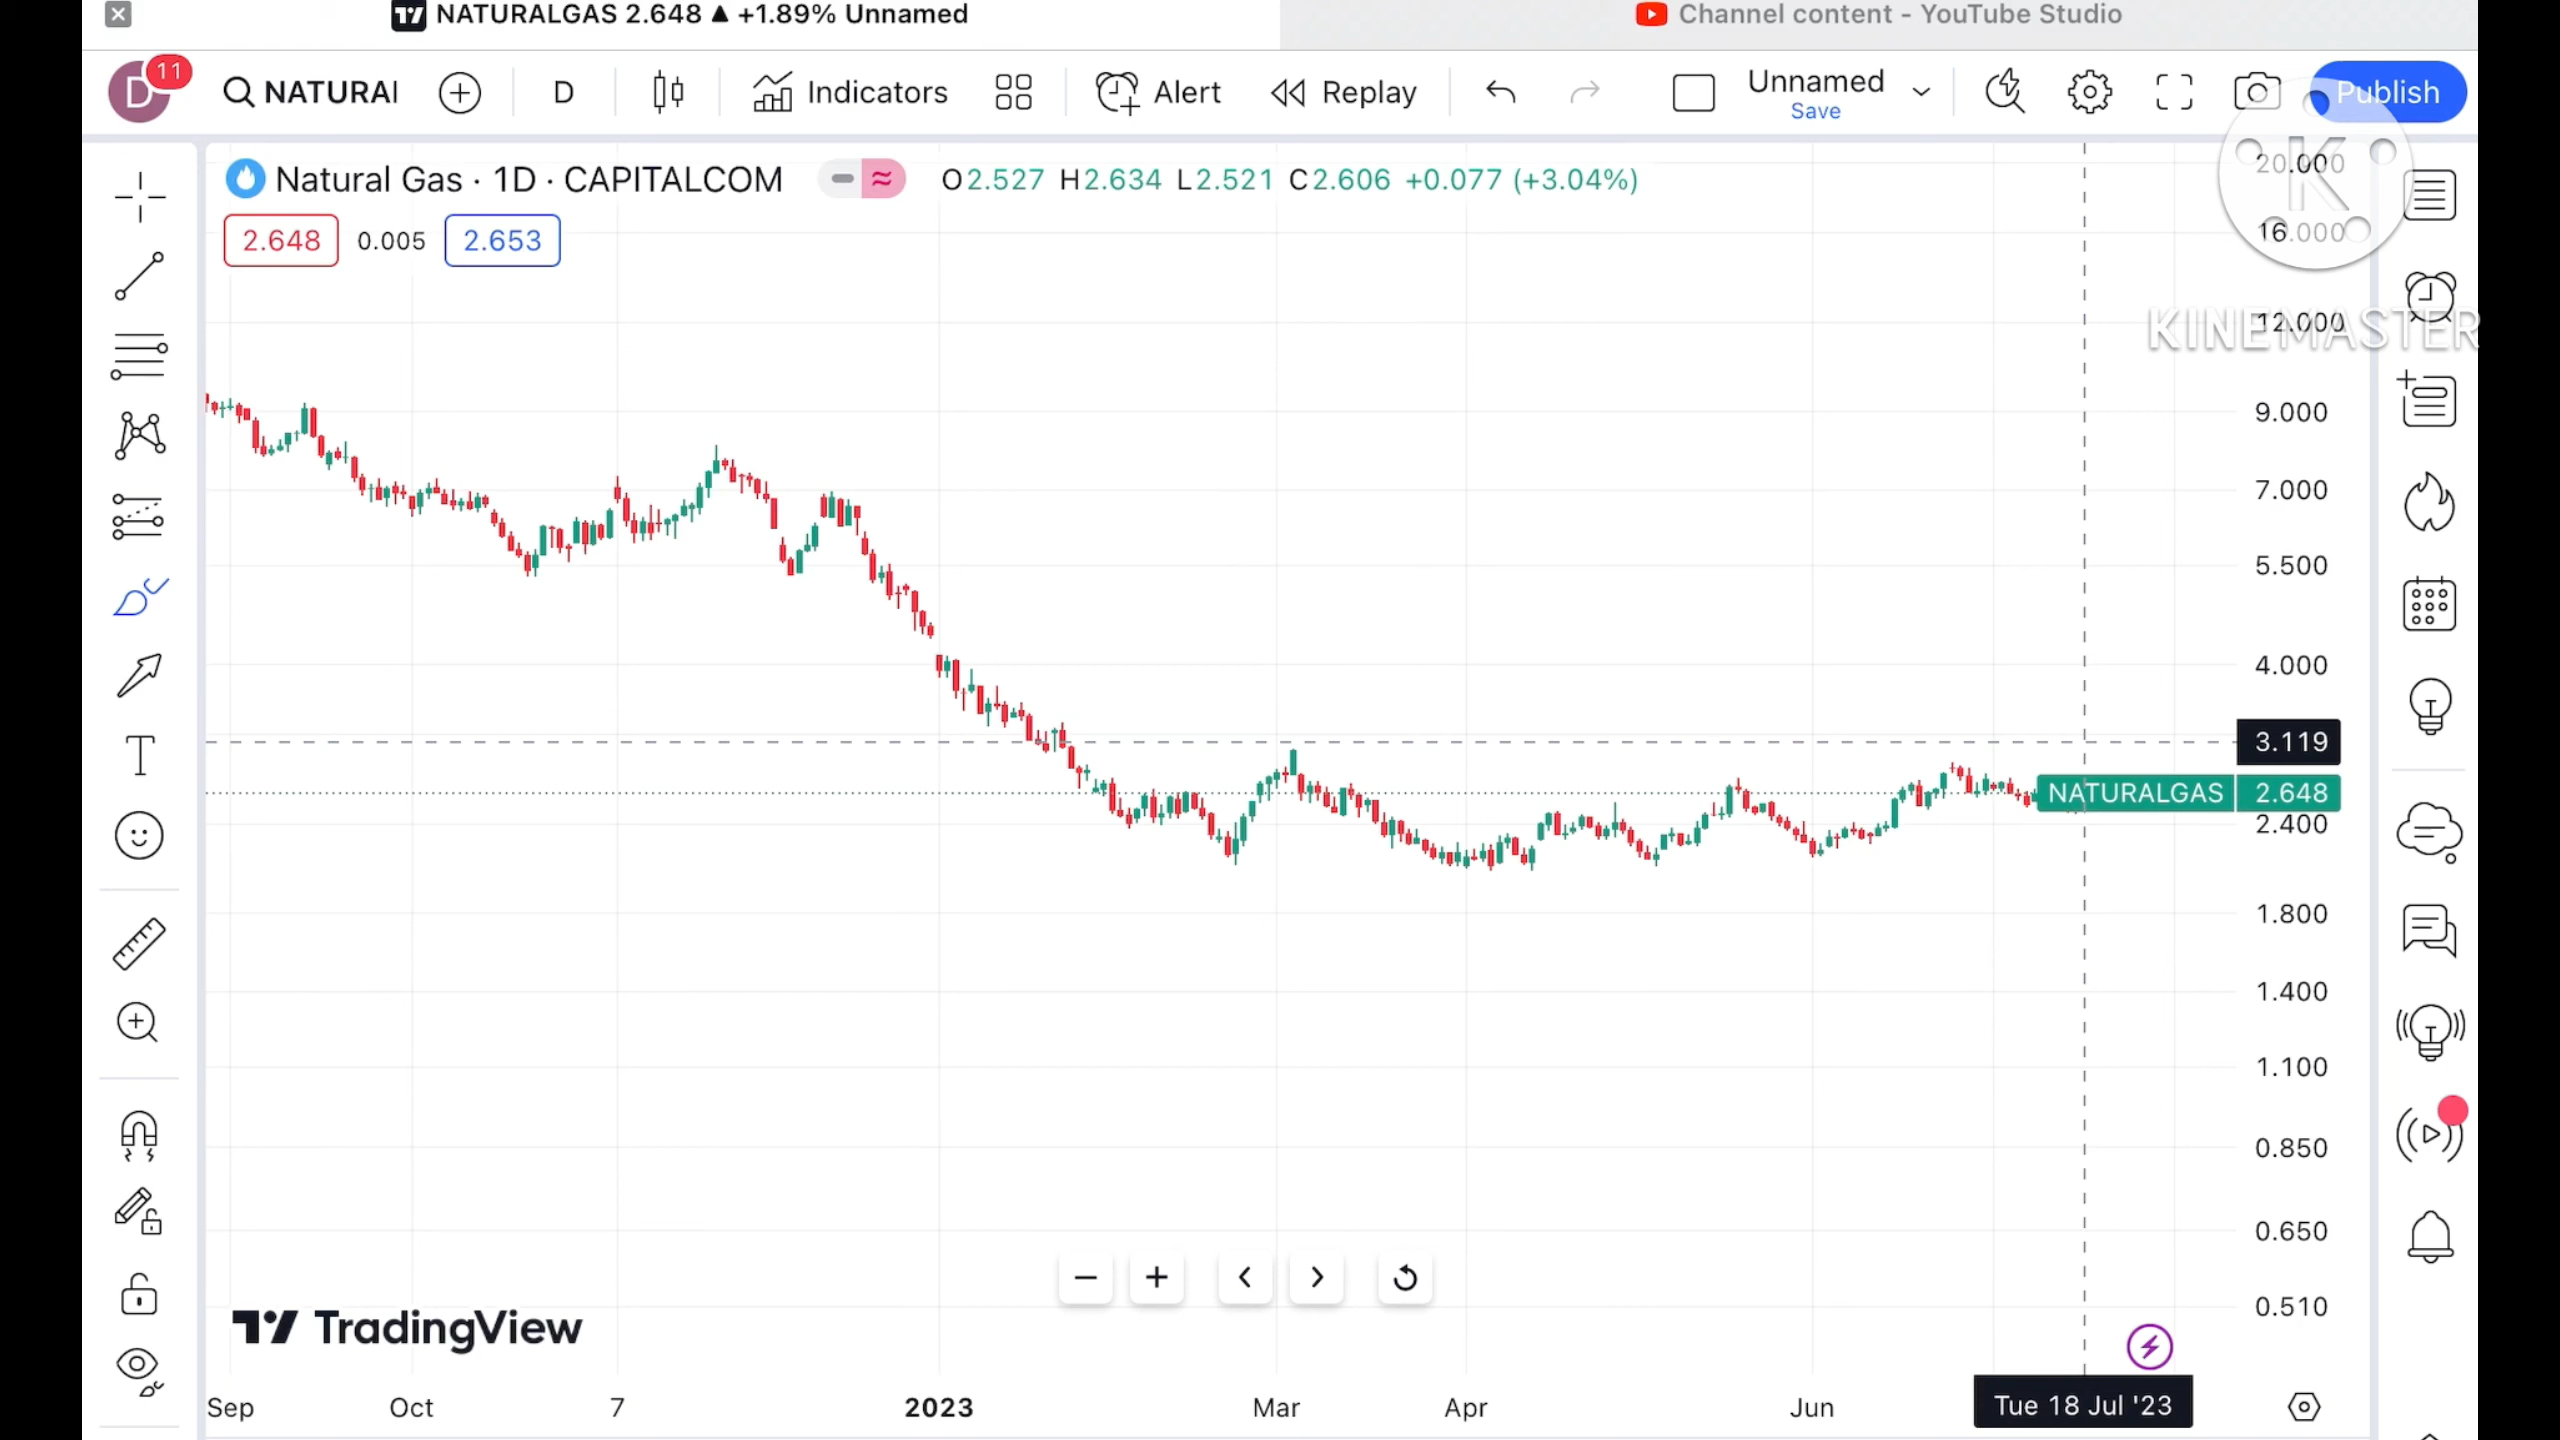 NATURALGAS 2.648 ▲ +1.89% Unnamed
Channel content - YouTube Studio
D
11
NATURAI
D
Indicators
Alert
Replay
Unnamed
Save
Publish
Natural Gas · 1D · CAPITALCOM
O2.527 H2.634 L2.521 C2.606 +0.077 (+3.04%)
2.648
0.005
2.653
K
KINEMASTER
20.000
16.000
12.000
9.000
7.000
5.500
4.000
3.119
NATURALGAS
2.648
2.400
1.800
1.400
1.100
0.850
0.650
0.510
TradingView
Sep
Oct
7
2023
Mar
Apr
Jun
Tue 18 Jul '23